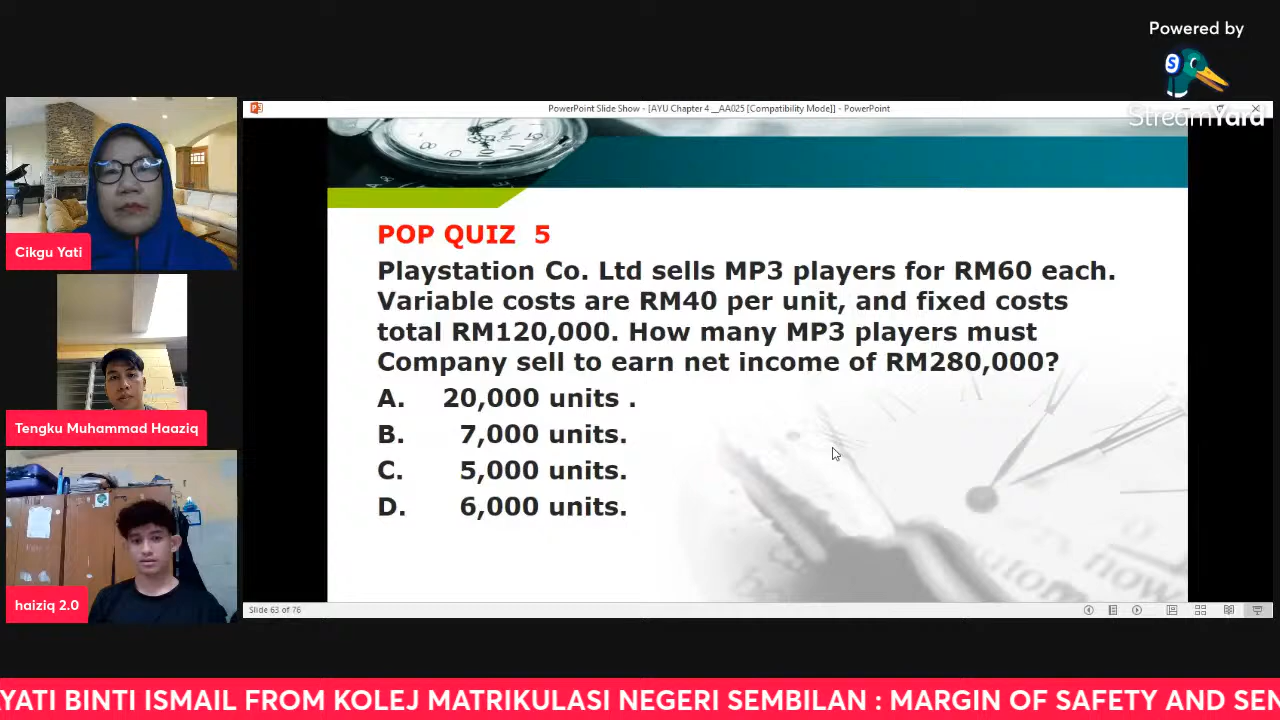 Powered by
StreamYard
PowerPoint Slide Show - [AYU Chapter 4 __AA025 [Compatibility Mode]] - PowerPoint
Cikgu Yati
Tengku Muhammad Haaziq
haiziq 2.0
POP QUIZ 5
Playstation Co. Ltd sells MP3 players for RM60 each.
Variable costs are RM40 per unit, and fixed costs
total RM120,000. How many MP3 players must
Company sell to earn net income of RM280,000?
A. 20,000 units .
B. 7,000 units.
C. 5,000 units.
D. 6,000 units.
Slide 63 of 76
YATI BINTI ISMAIL FROM KOLEJ MATRIKULASI NEGERI SEMBILAN : MARGIN OF SAFETY AND SEN